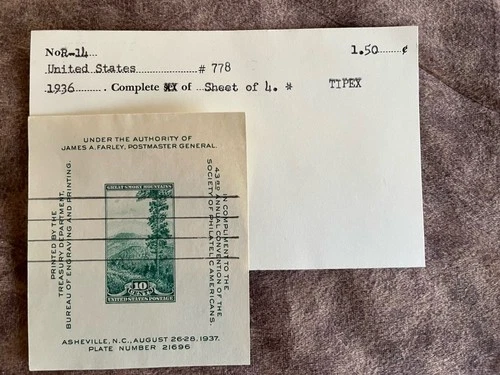 NoR-14 1.50 ¢
United States # 778
1936 Complete XX of Sheet of 4. * TIPEX
UNDER THE AUTHORITY OF
JAMES A. FARLEY, POSTMASTER GENERAL.
PRINTED BY THE
TREASURY DEPARTMENT,
BUREAU OF ENGRAVING AND PRINTING.
GREAT SMOKY MOUNTAINS
10
CENTS
UNITED STATES POSTAGE
IN COMPLIMENT TO THE
43RD ANNUAL CONVENTION OF THE
SOCIETY OF PHILATELIC AMERICANS.
ASHEVILLE, N.C., AUGUST 26-28, 1937.
PLATE NUMBER 21696